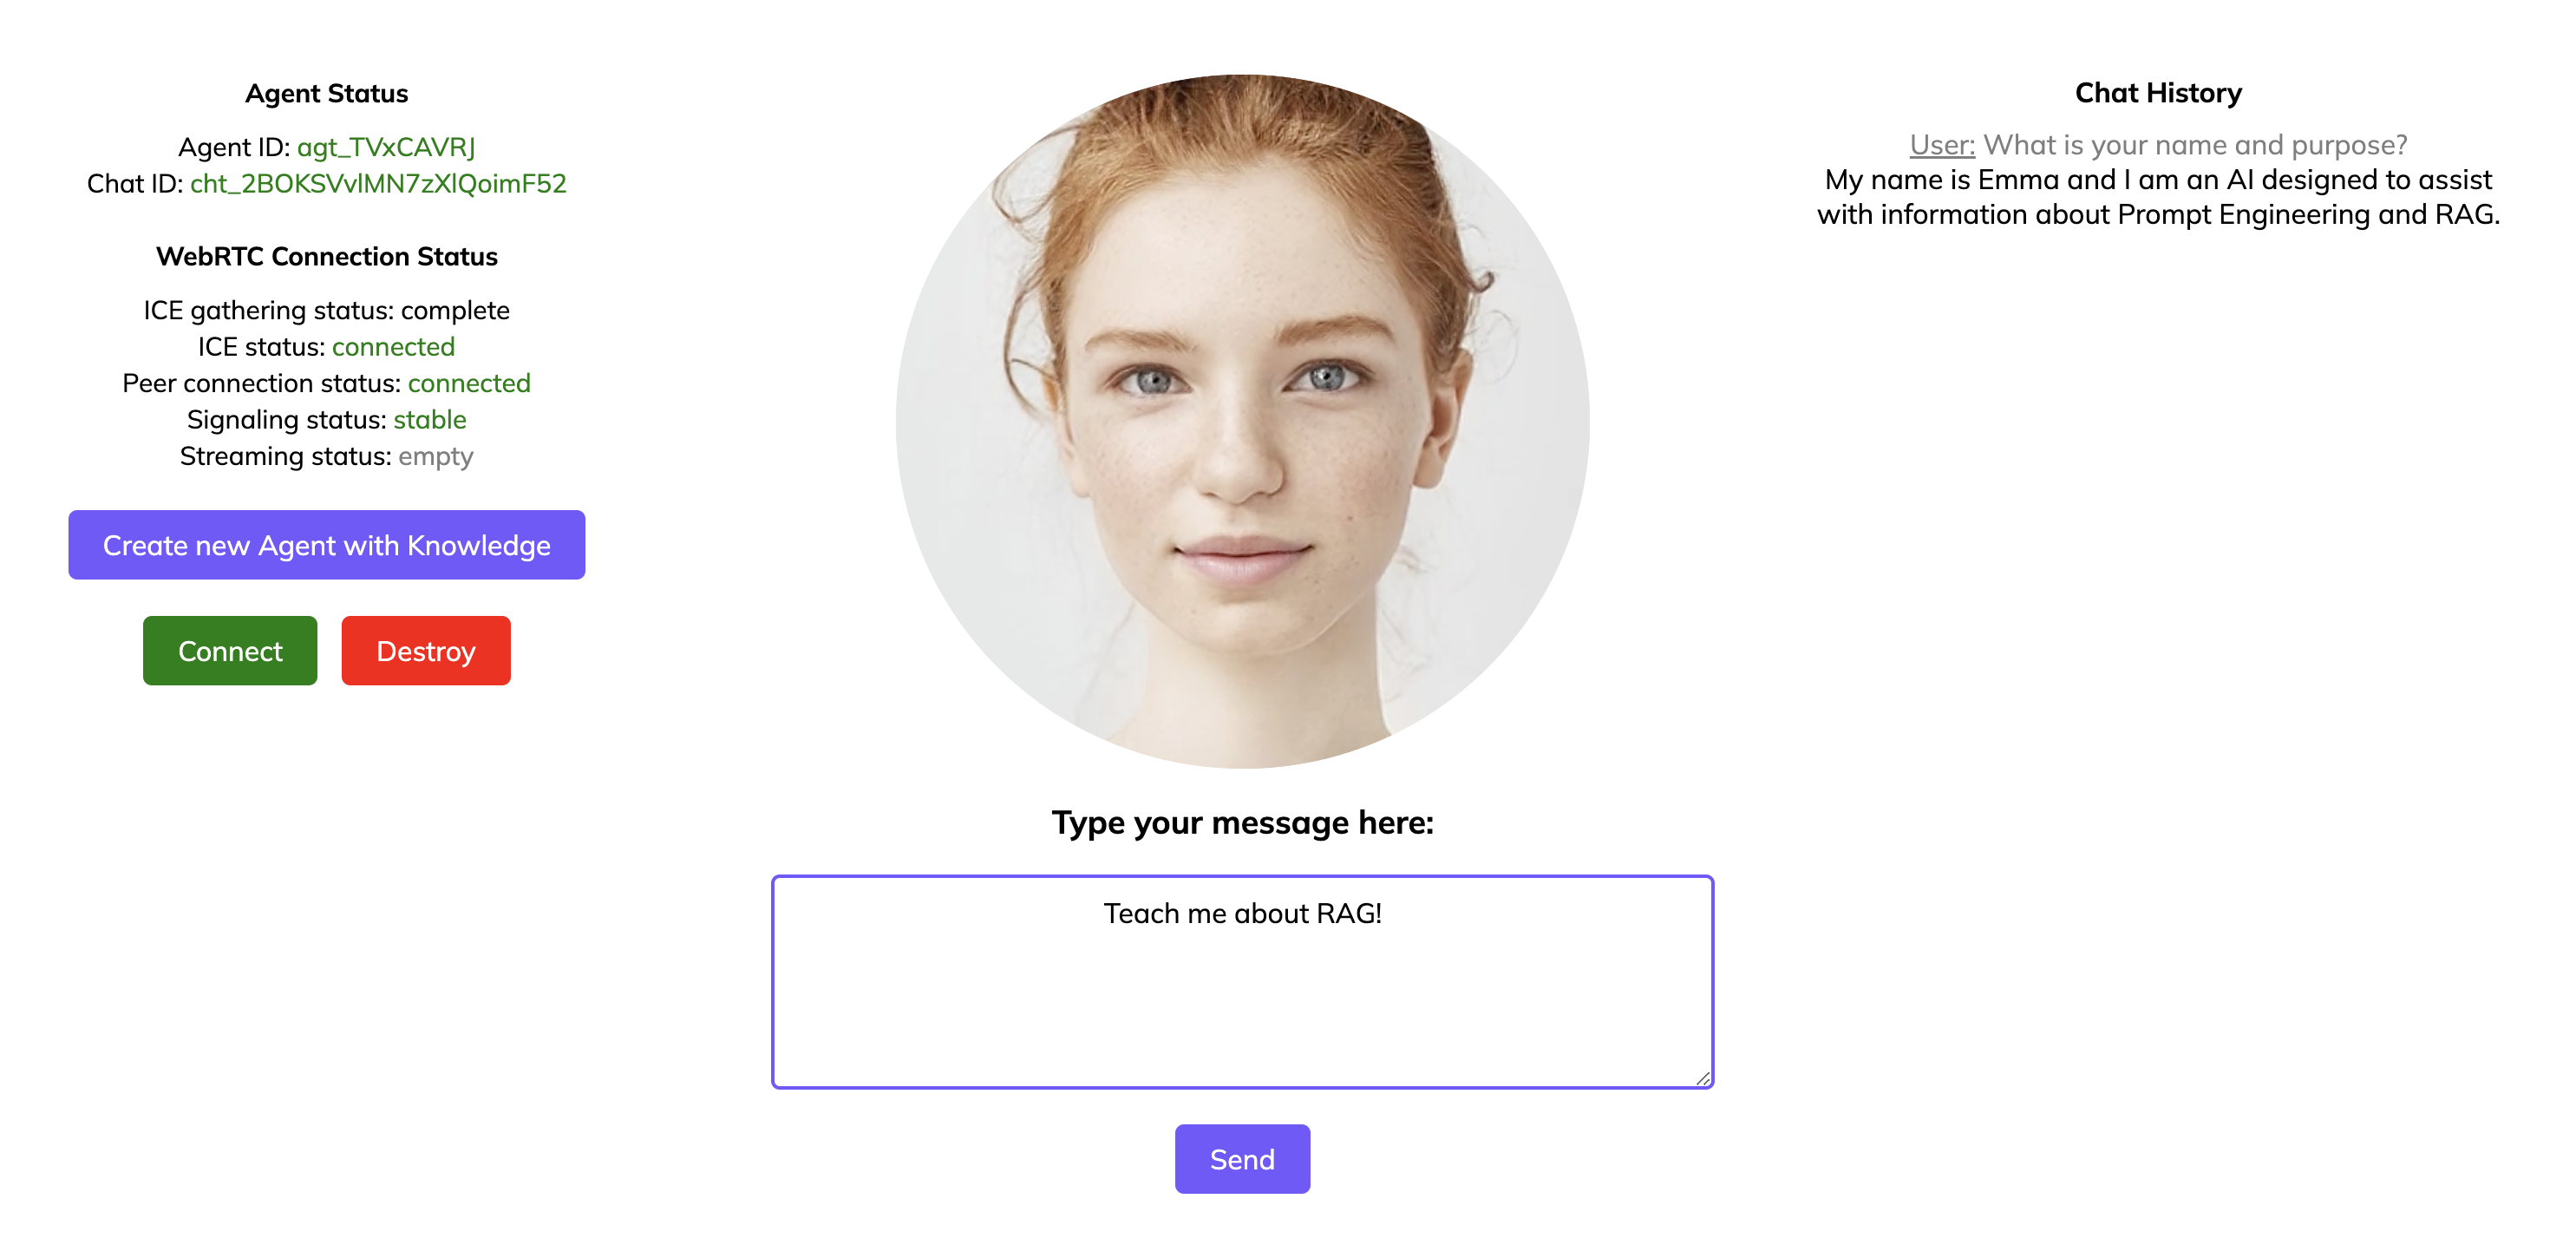 Agent Status
Agent ID: agt_TVxCAVRJ
Chat ID: cht_2BOKSVvlMN7zXlQoimF52
WebRTC Connection Status
ICE gathering status: complete
ICE status: connected
Peer connection status: connected
Signaling status: stable
Streaming status: empty
Create new Agent with Knowledge
Connect
Destroy
Type your message here:
Teach me about RAG!
Send
Chat History
User: What is your name and purpose?
My name is Emma and I am an AI designed to assist
with information about Prompt Engineering and RAG.